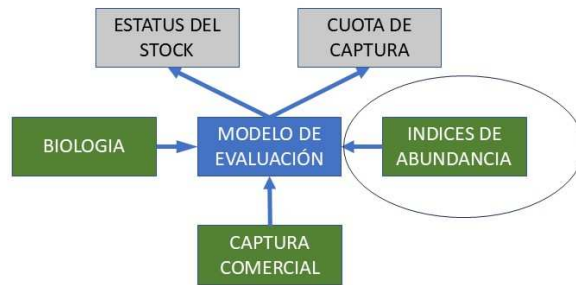 ESTATUS DEL
STOCK
CUOTA DE
CAPTURA
BIOLOGIA
MODELO DE
EVALUACIÓN
INDICES DE
ABUNDANCIA
CAPTURA
COMERCIAL